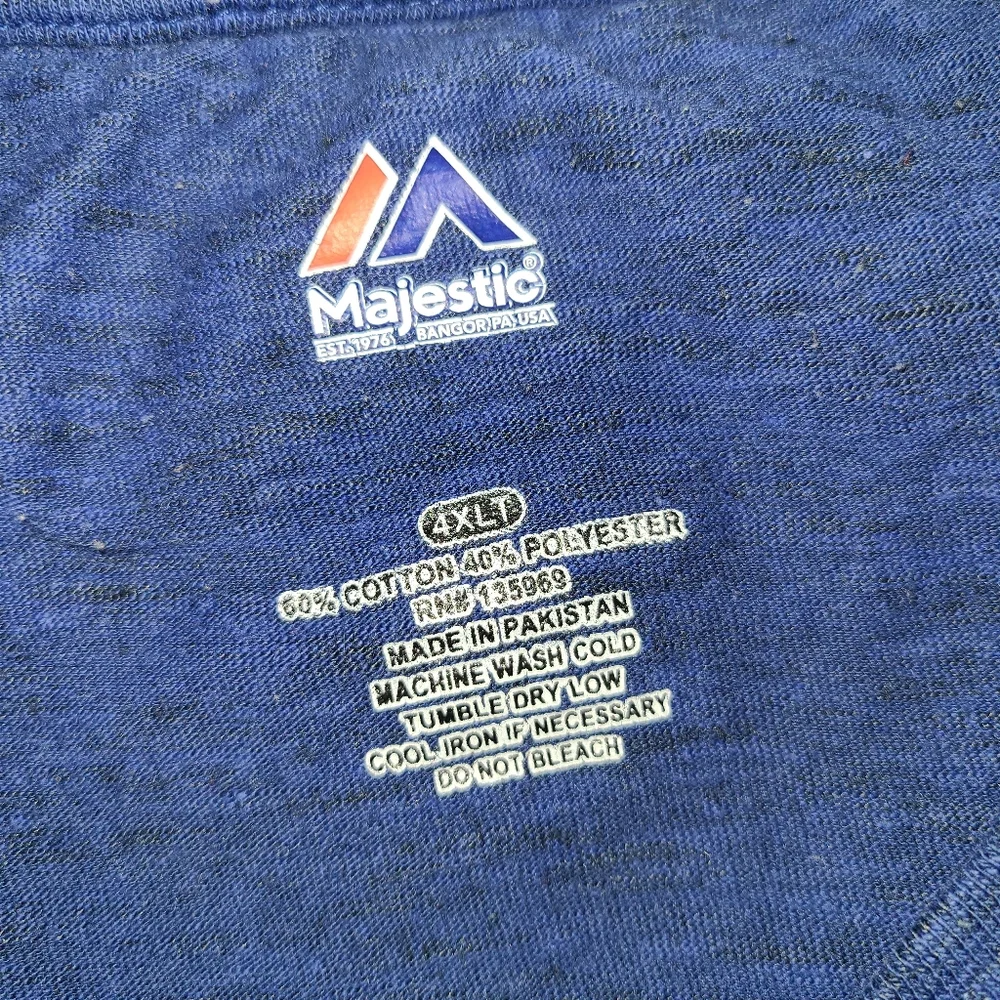 Majestic®
EST. 1976 BANGOR, PA, USA
4XLT
60% COTTON 40% POLYESTER
RN# 135969
MADE IN PAKISTAN
MACHINE WASH COLD
TUMBLE DRY LOW
COOL IRON IF NECESSARY
DO NOT BLEACH